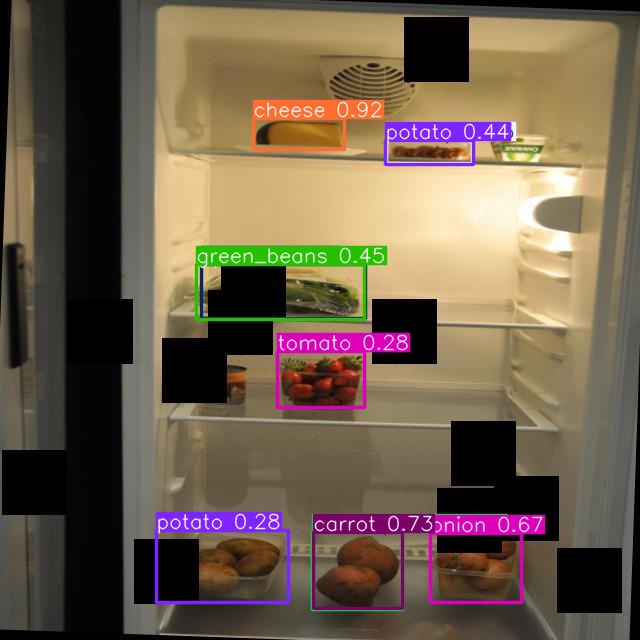 cheese 0.92
potato 0.44
green_beans 0.45
tomato 0.28
potato 0.28
carrot 0.73
onion 0.67